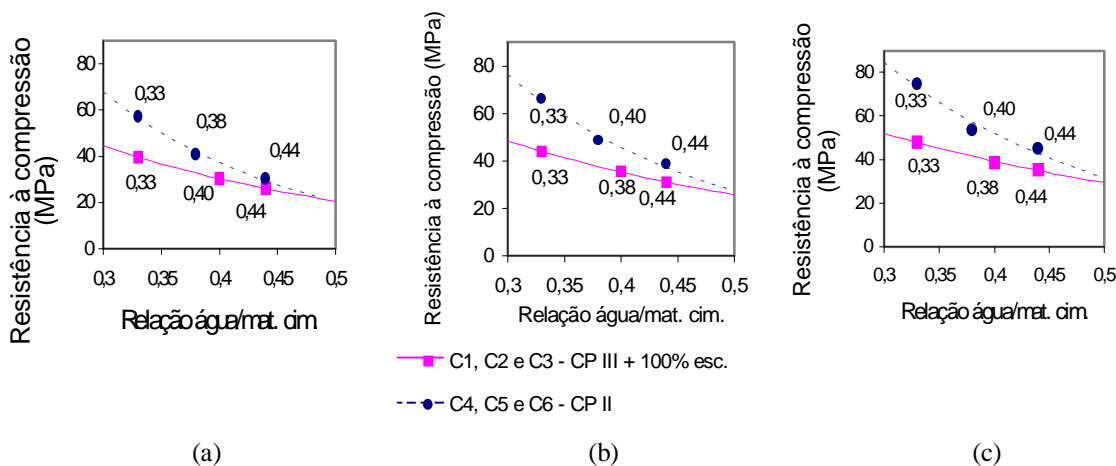 Resistência à compressão (MPa)
80
60
40
20
0
0,33
0,38
0,44
0,33
0,40
0,44
0,3 0,35 0,4 0,45 0,5
Relação água/mat. cim.
Resistência à compressão (MPa)
100
80
60
40
20
0
0,33
0,40
0,44
0,33
0,38
0,44
0,3 0,35 0,4 0,45 0,5
Relação água/mat. cim.
Resistência à compressão (MPa)
80
60
40
20
0
0,33
0,40
0,44
0,33
0,38
0,44
0,3 0,35 0,4 0,45 0,5
Relação água/mat. cim.
C1, C2 e C3 - CP III + 100% esc.
C4, C5 e C6 - CP II
(a) (b) (c)